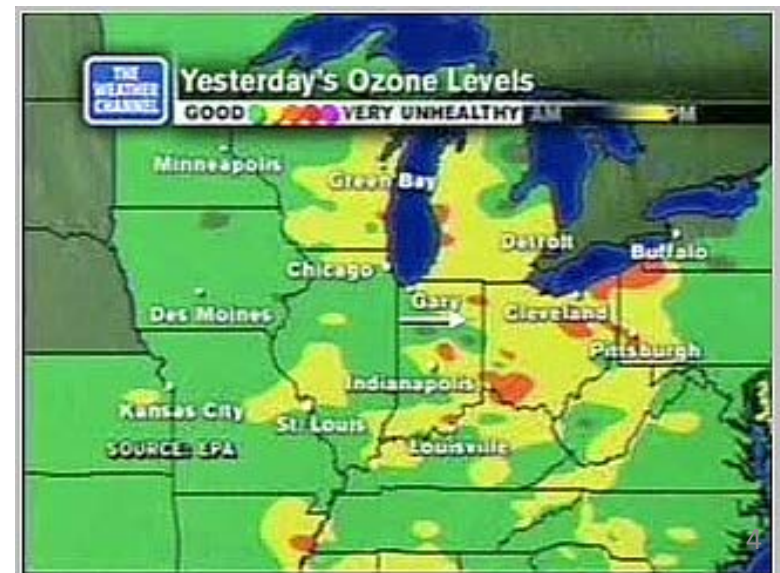 THE
WEATHER
CHANNEL
Yesterday's Ozone Levels
GOOD VERY UNHEALTHY AM PM
Minneapolis
Green Bay
Detroit
Buffalo
Chicago
Gary
Des Moines
Cleveland
Pittsburgh
Indianapolis
Kansas City
St. Louis
Louisville
SOURCE: EPA
4